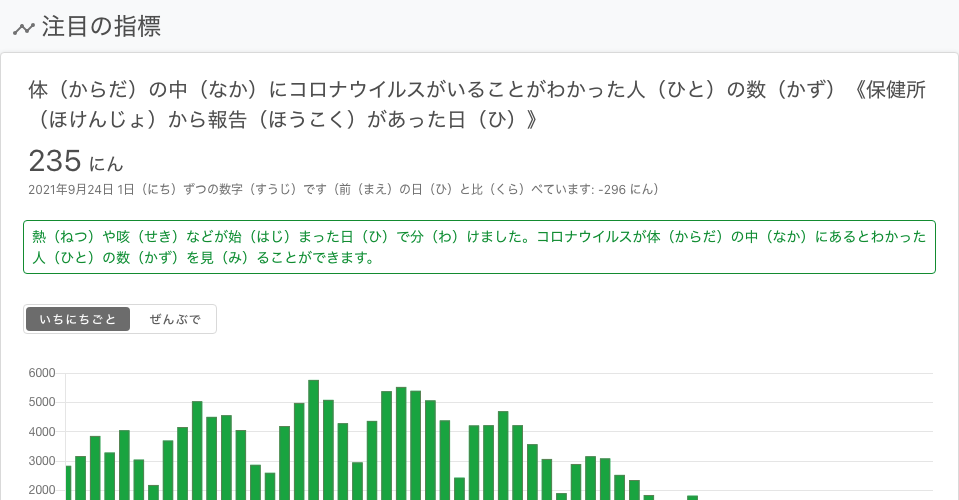 注目の指標
体（からだ）の中（なか）にコロナウイルスがいることがわかった人（ひと）の数（かず）《保健所
（ほけんじょ）から報告（ほうこく）があった日（ひ）》
235 にん
2021年9月24日 1日（にち）ずつの数字（すうじ）です（前（まえ）の日（ひ）と比（くら）べています: -296 にん）
熱（ねつ）や咳（せき）などが始（はじ）まった日（ひ）で分（わ）けました。コロナウイルスが体（からだ）の中（なか）にあるとわかった
人（ひと）の数（かず）を見（み）ることができます。
いちにちごと ぜんぶで
6000
5000
4000
3000
2000